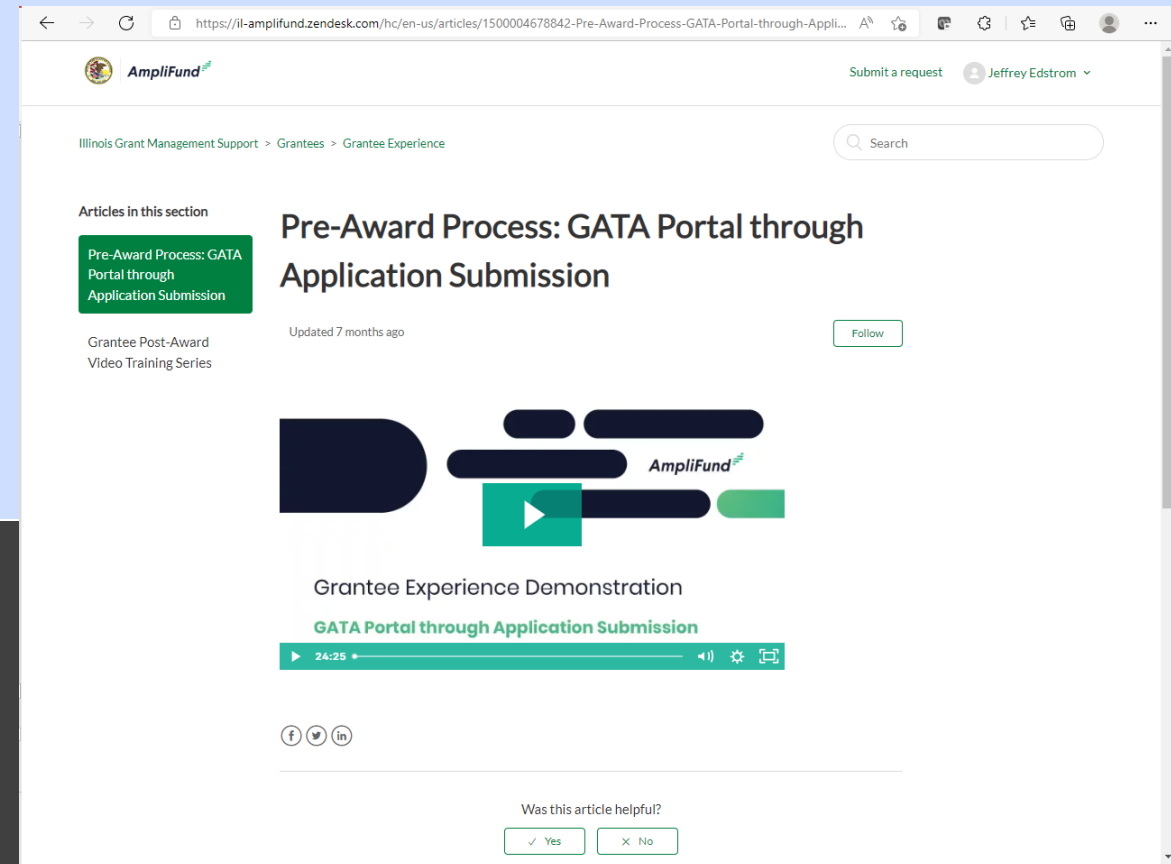 https://il-amplifund.zendesk.com/hc/en-us/articles/1500004678842-Pre-Award-Process-GATA-Portal-through-Appli...
AmpliFund
Submit a request
Jeffrey Edstrom
Illinois Grant Management Support > Grantees > Grantee Experience
Search
Articles in this section
Pre-Award Process: GATA
Portal through
Application Submission
Grantee Post-Award
Video Training Series
Pre-Award Process: GATA Portal through
Application Submission
Updated 7 months ago
Follow
AmpliFund
Grantee Experience Demonstration
GATA Portal through Application Submission
24:25
Was this article helpful?
✓ Yes
× No